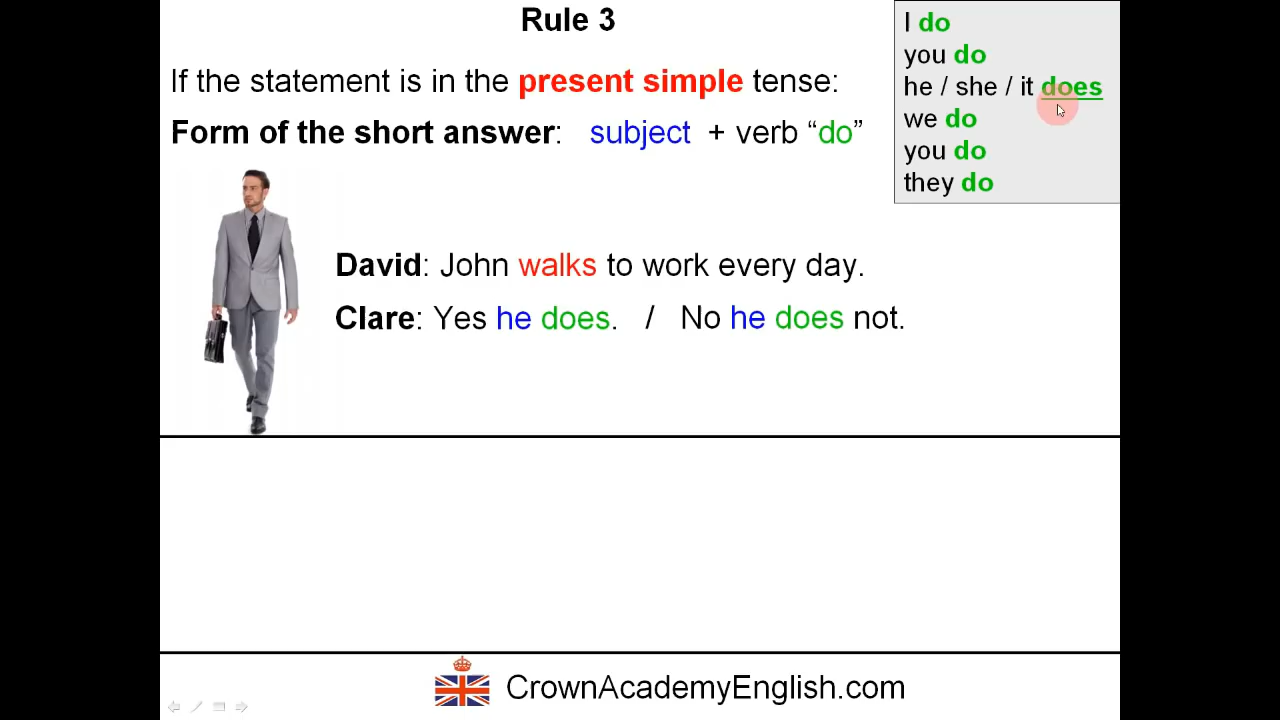 Rule 3
If the statement is in the present simple tense:
Form of the short answer: subject + verb “do”
I do
you do
he / she / it does
we do
you do
they do
David: John walks to work every day.
Clare: Yes he does. / No he does not.
CrownAcademyEnglish.com